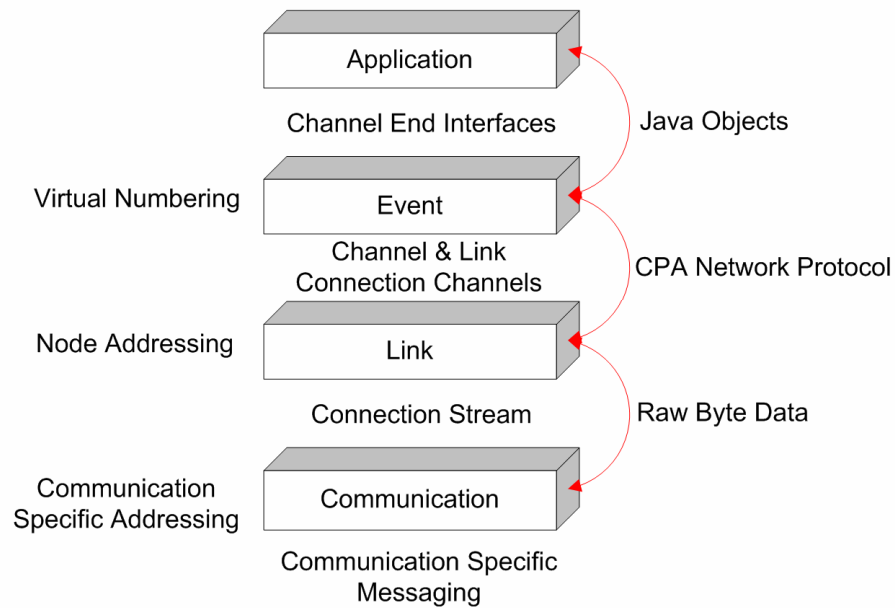 Application
Channel End Interfaces
Java Objects
Virtual Numbering
Event
Channel & Link
Connection Channels
CPA Network Protocol
Node Addressing
Link
Connection Stream
Raw Byte Data
Communication
Specific Addressing
Communication
Communication Specific
Messaging